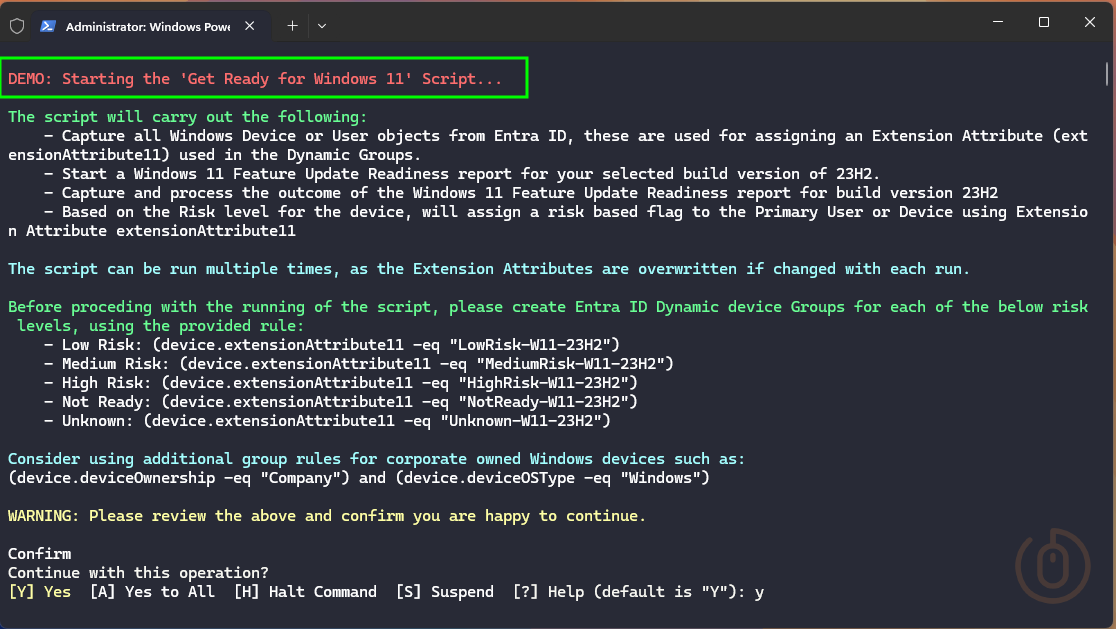 Administrator: Windows Powe
DEMO: Starting the 'Get Ready for Windows 11' Script...
The script will carry out the following:
- Capture all Windows Device or User objects from Entra ID, these are used for assigning an Extension Attribute (ext
ensionAttribute11) used in the Dynamic Groups.
- Start a Windows 11 Feature Update Readiness report for your selected build version of 23H2.
- Capture and process the outcome of the Windows 11 Feature Update Readiness report for build version 23H2
- Based on the Risk level for the device, will assign a risk based flag to the Primary User or Device using Extensio
n Attribute extensionAttribute11
The script can be run multiple times, as the Extension Attributes are overwritten if changed with each run.
Before proceding with the running of the script, please create Entra ID Dynamic device Groups for each of the below risk
levels, using the provided rule:
- Low Risk: (device.extensionAttribute11 -eq "LowRisk-W11-23H2")
- Medium Risk: (device.extensionAttribute11 -eq "MediumRisk-W11-23H2")
- High Risk: (device.extensionAttribute11 -eq "HighRisk-W11-23H2")
- Not Ready: (device.extensionAttribute11 -eq "NotReady-W11-23H2")
- Unknown: (device.extensionAttribute11 -eq "Unknown-W11-23H2")
Consider using additional group rules for corporate owned Windows devices such as:
(device.deviceOwnership -eq "Company") and (device.deviceOSType -eq "Windows")
WARNING: Please review the above and confirm you are happy to continue.
Confirm
Continue with this operation?
[Y] Yes  [A] Yes to All  [H] Halt Command  [S] Suspend  [?] Help (default is "Y"): y